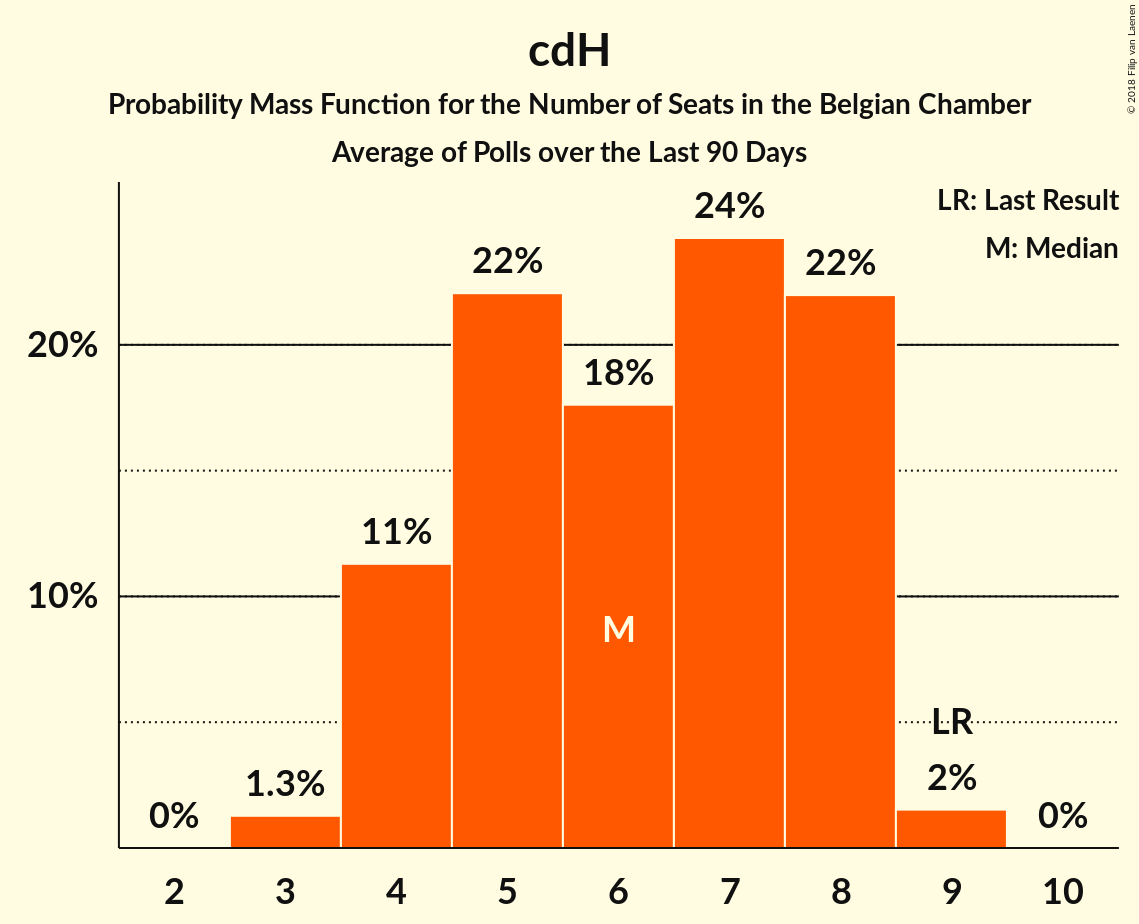 cdH
Probability Mass Function for the Number of Seats in the Belgian Chamber
Average of Polls over the Last 90 Days
© 2018 Filip van Laenen
LR: Last Result
M: Median
24%
22%
22%
20%
18%
11%
10%
M
LR
1.3%
2%
0%
0%
2 3 4 5 6 7 8 9 10